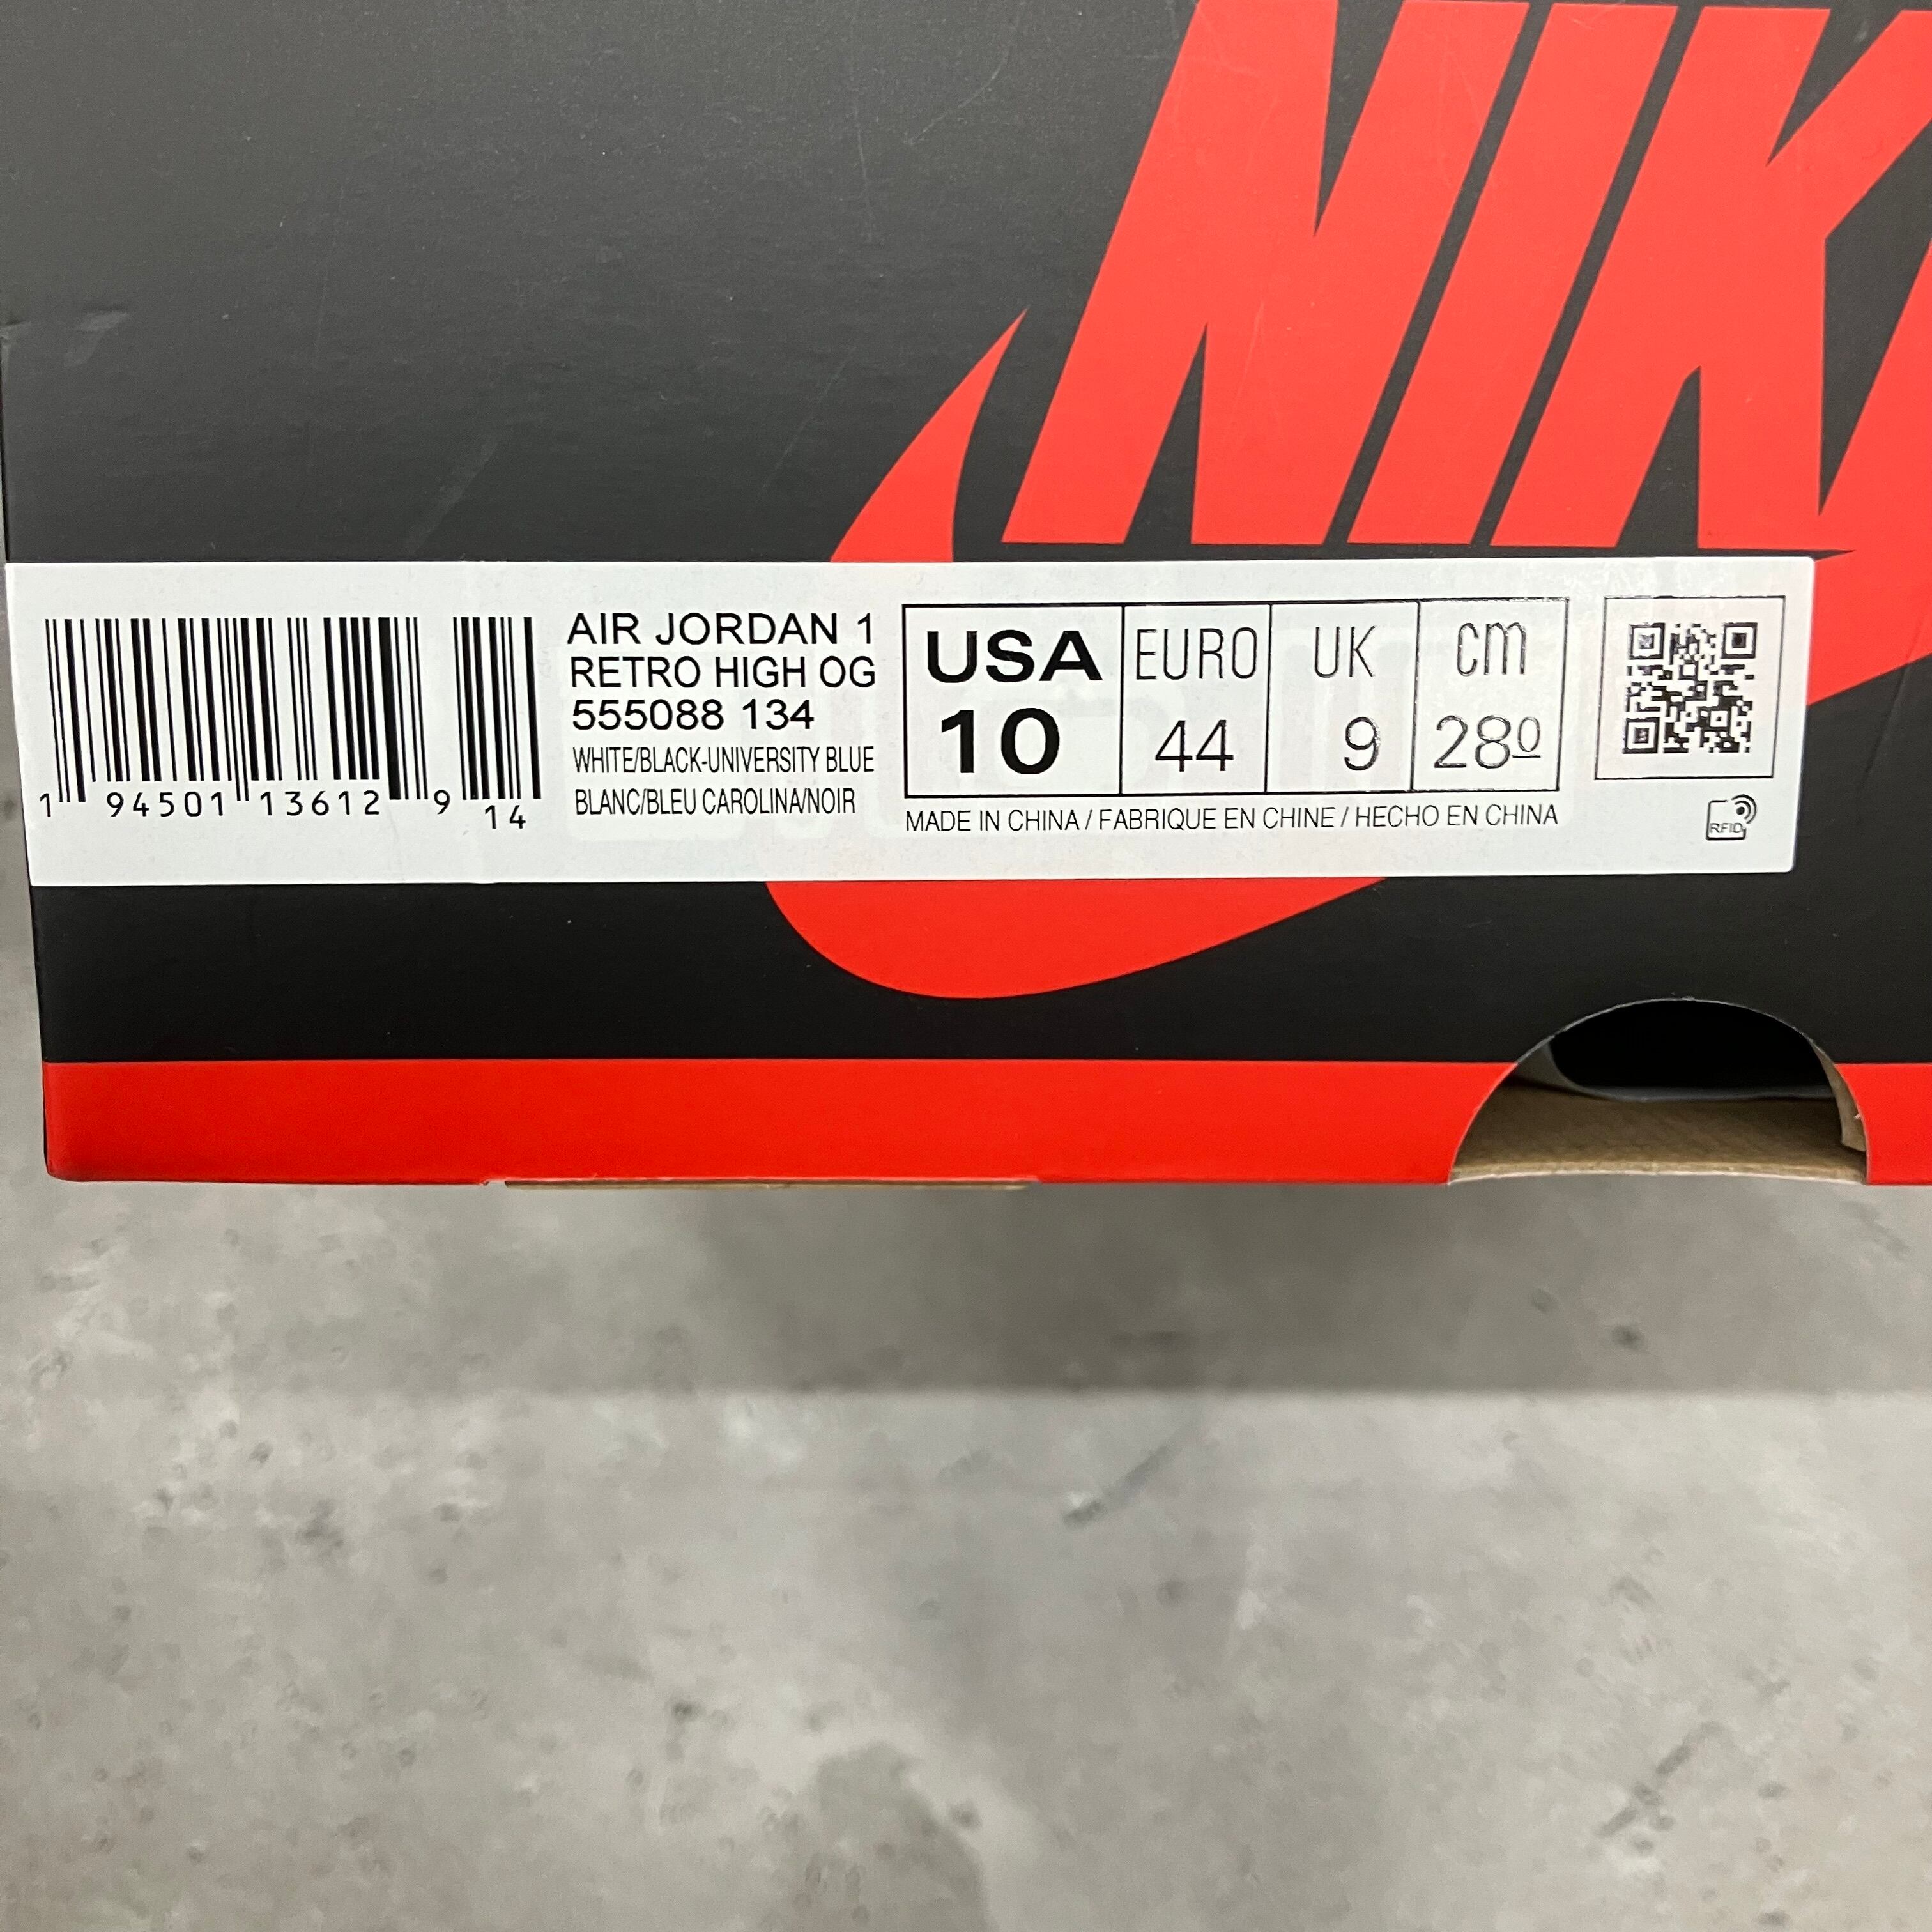 NIK
AIR JORDAN 1
RETRO HIGH OG
555088 134
WHITE/BLACK-UNIVERSITY BLUE
BLANC/BLEU CAROLINA/NOIR
1 94501 13612 9 14
USA EURO UK cm
10 44 9 280
MADE IN CHINA / FABRIQUE EN CHINE / HECHO EN CHINA
RFID